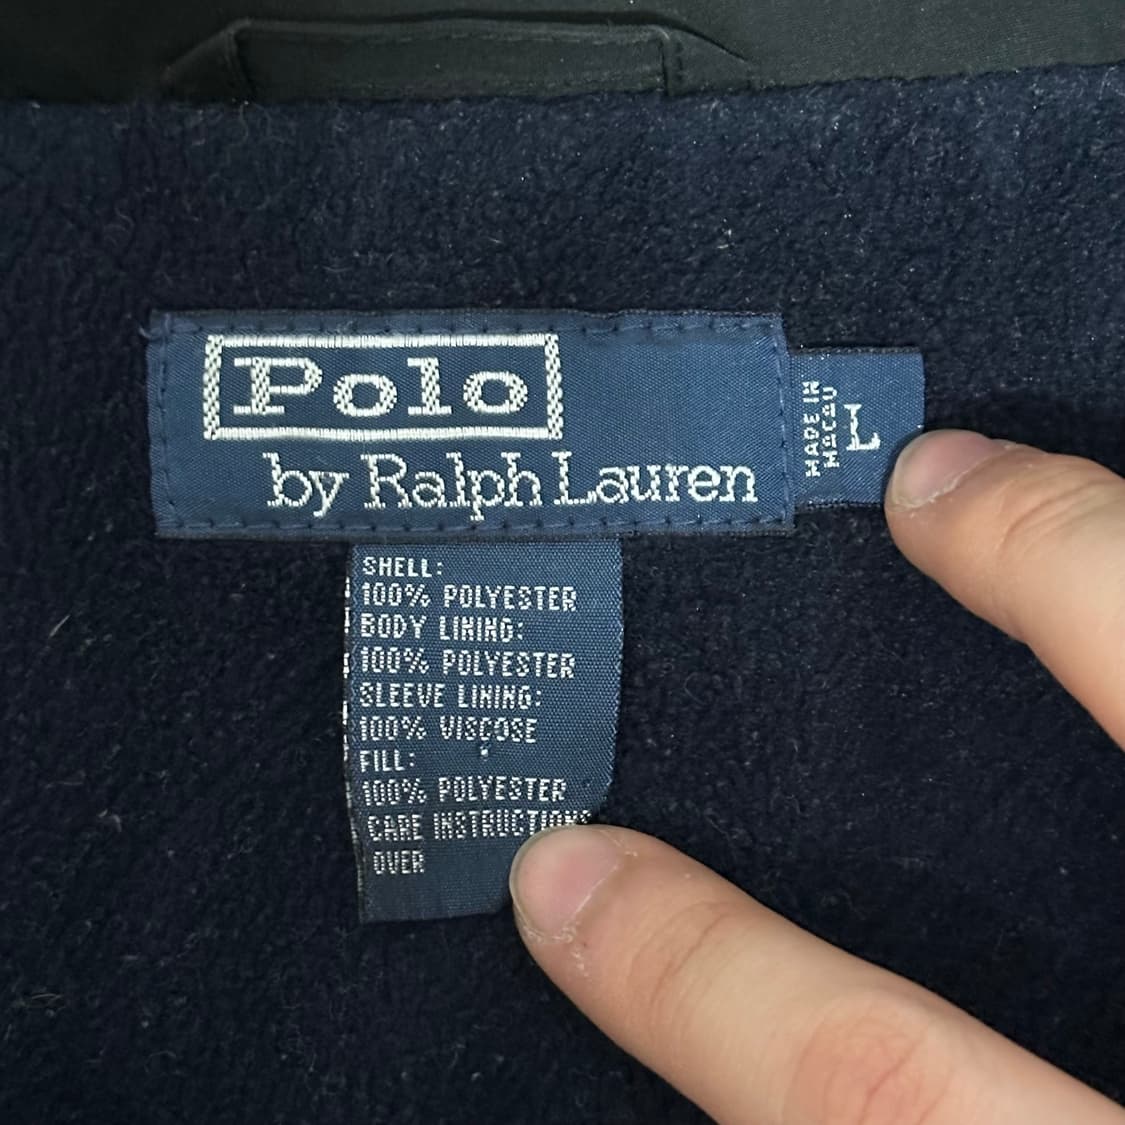 Polo
by Ralph Lauren
MADE IN
MACAU
L
SHELL:
100% POLYESTER
BODY LINING:
100% POLYESTER
SLEEVE LINING:
100% VISCOSE
FILL:
100% POLYESTER
CARE INSTRUCTIONS
OVER